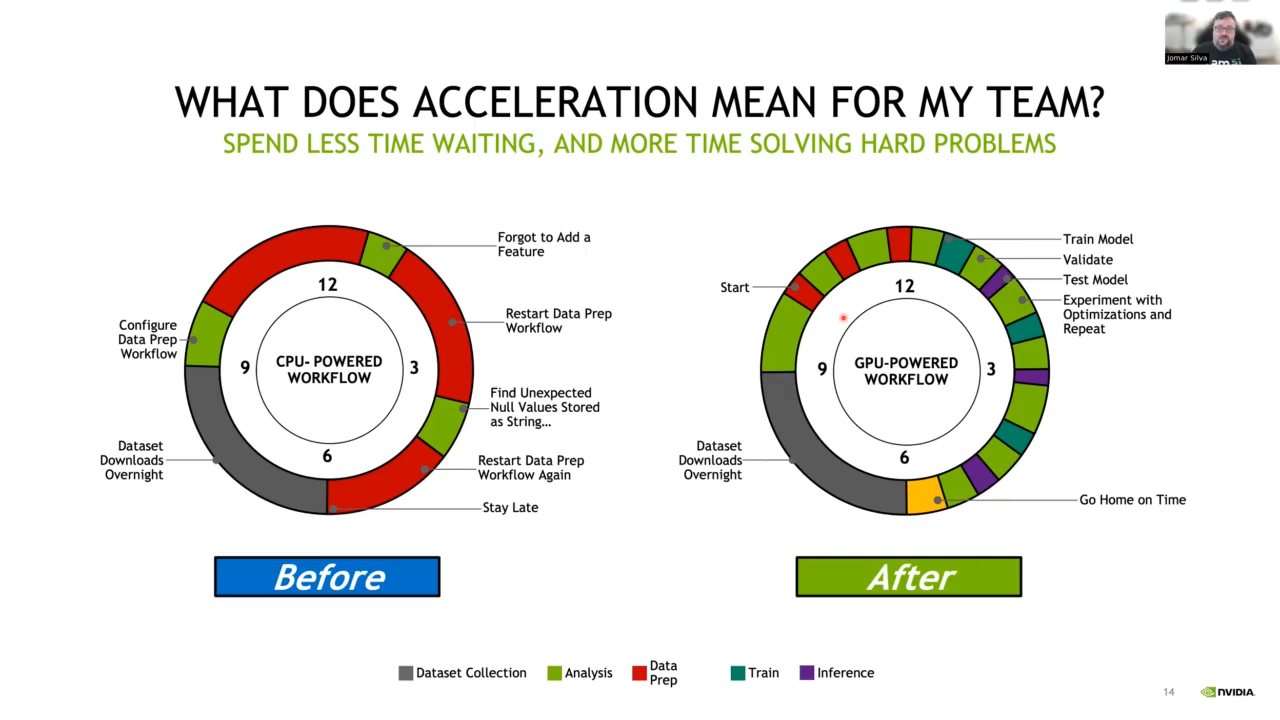 Jomar Silva
WHAT DOES ACCELERATION MEAN FOR MY TEAM?
SPEND LESS TIME WAITING, AND MORE TIME SOLVING HARD PROBLEMS
Forgot to Add a
Feature
12
Restart Data Prep
Workflow
Configure
Data Prep
Workflow
9
CPU- POWERED
WORKFLOW
3
Find Unexpected
Null Values Stored
as String...
6
Dataset
Downloads
Overnight
Restart Data Prep
Workflow Again
Stay Late
Before
Train Model
Validate
Test Model
Start
12
Experiment with
Optimizations and
Repeat
9
GPU-POWERED
WORKFLOW
3
Dataset
Downloads
Overnight
6
Go Home on Time
After
Dataset Collection
Analysis
Data
Prep
Train
Inference
14
NVIDIA.